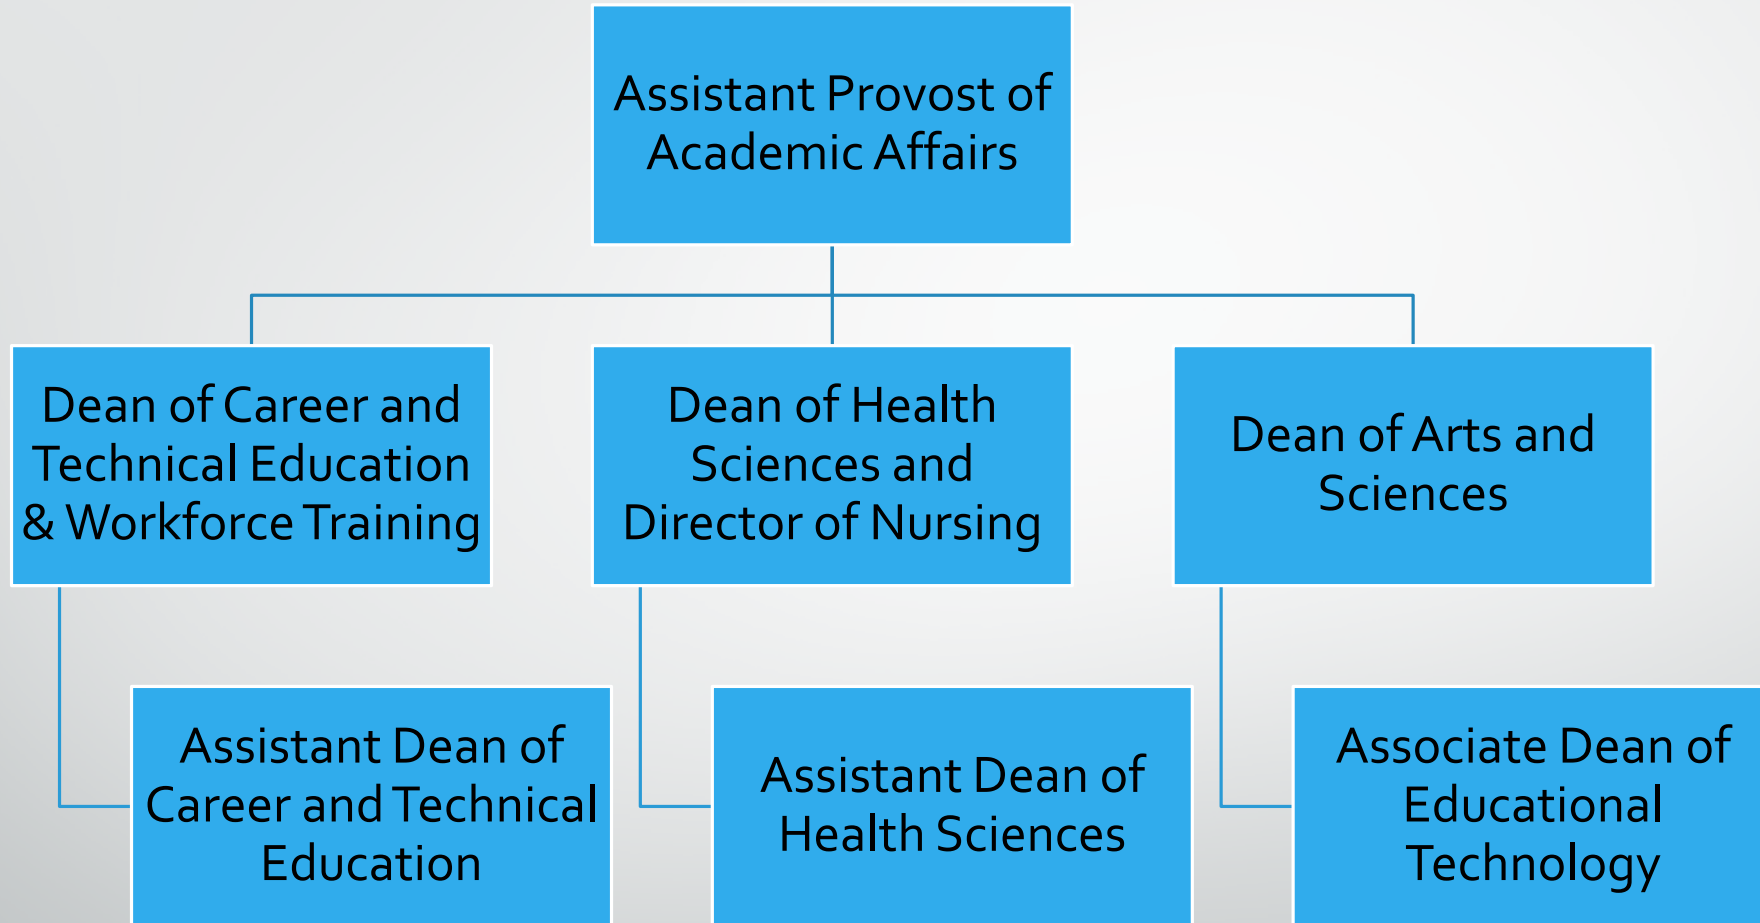 Assistant Provost of
Academic Affairs
Dean of Career and
Technical Education
& Workforce Training
Dean of Health
Sciences and
Director of Nursing
Dean of Arts and
Sciences
Assistant Dean of
Career and Technical
Education
Assistant Dean of
Health Sciences
Associate Dean of
Educational
Technology